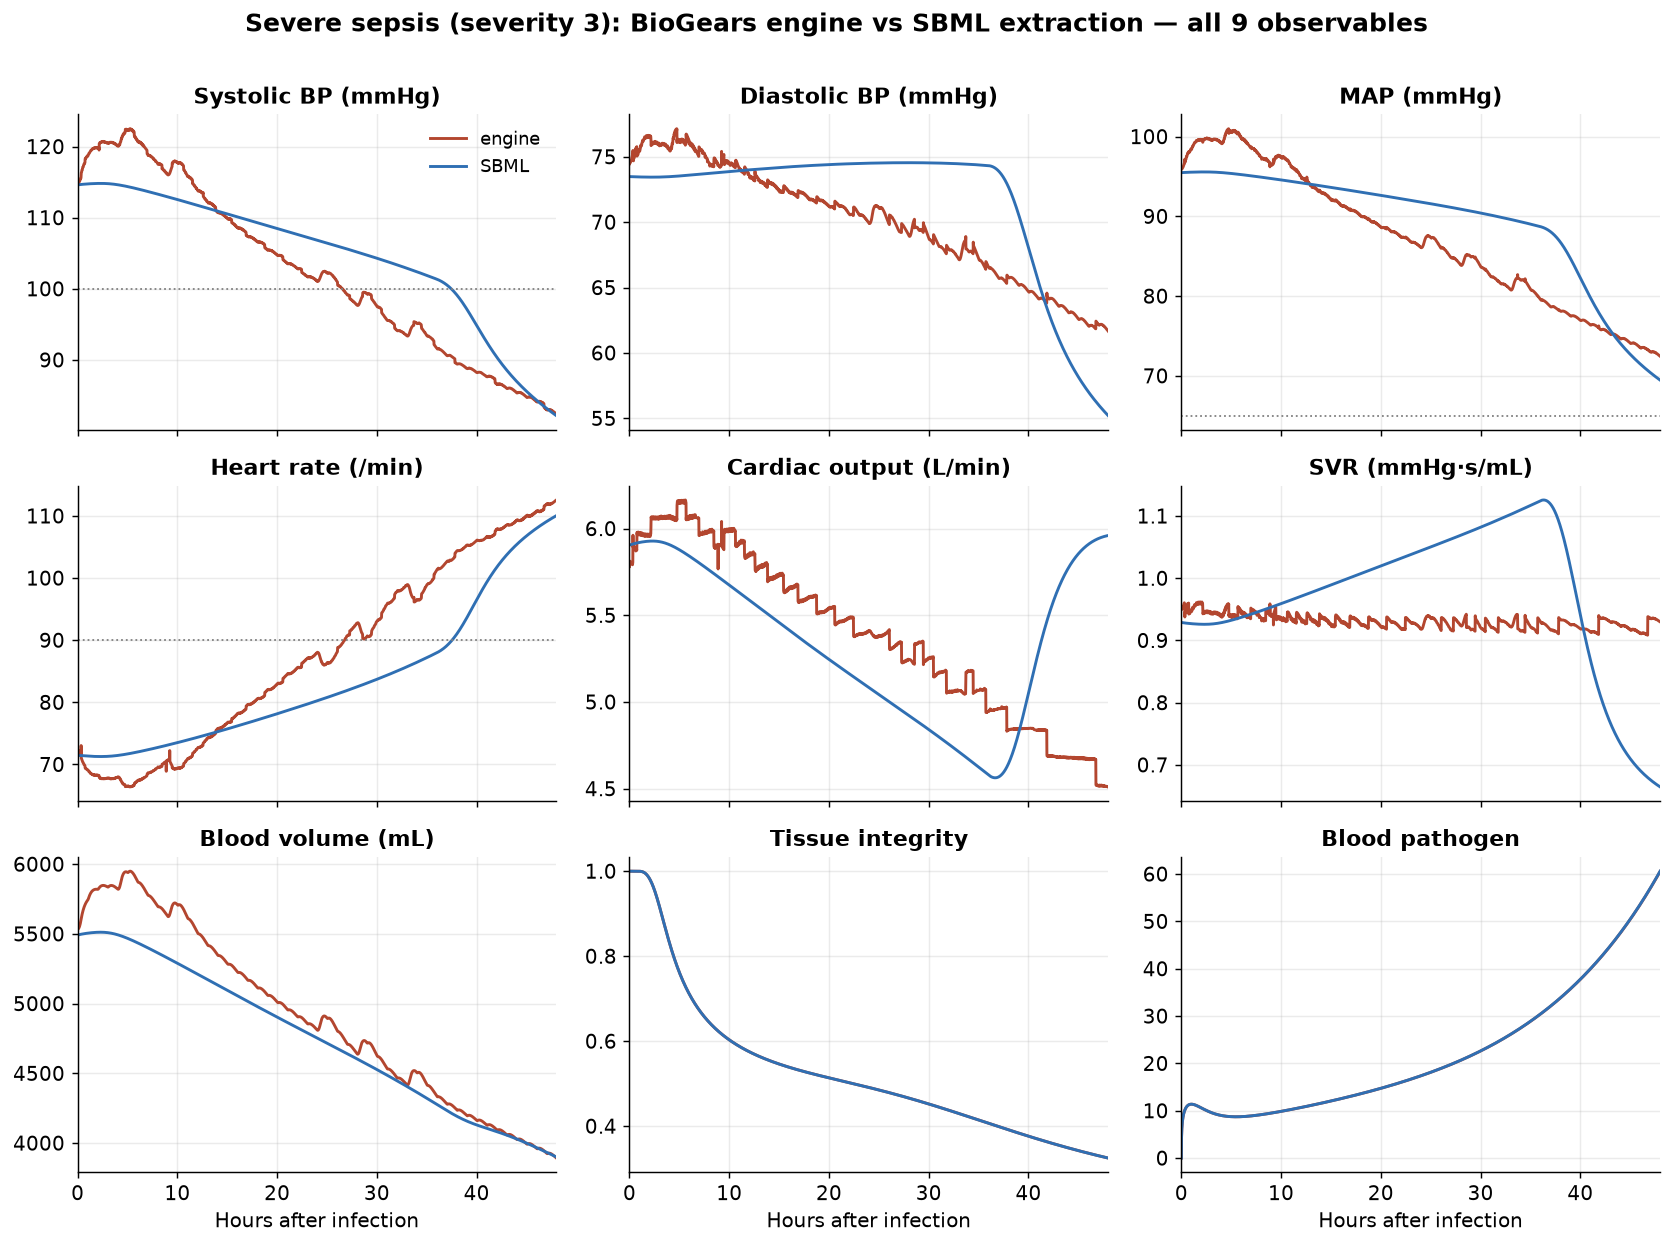 Severe sepsis (severity 3): BioGears engine vs SBML extraction — all 9 observables
Systolic BP (mmHg)
engine
SBML
120
110
100
90
Diastolic BP (mmHg)
75
70
65
60
55
MAP (mmHg)
100
90
80
70
Heart rate (/min)
110
100
90
80
70
Cardiac output (L/min)
6.0
5.5
5.0
4.5
SVR (mmHg·s/mL)
1.1
1.0
0.9
0.8
0.7
Blood volume (mL)
6000
5500
5000
4500
4000
0 10 20 30 40
Hours after infection
Tissue integrity
1.0
0.8
0.6
0.4
0 10 20 30 40
Hours after infection
Blood pathogen
60
50
40
30
20
10
0
0 10 20 30 40
Hours after infection